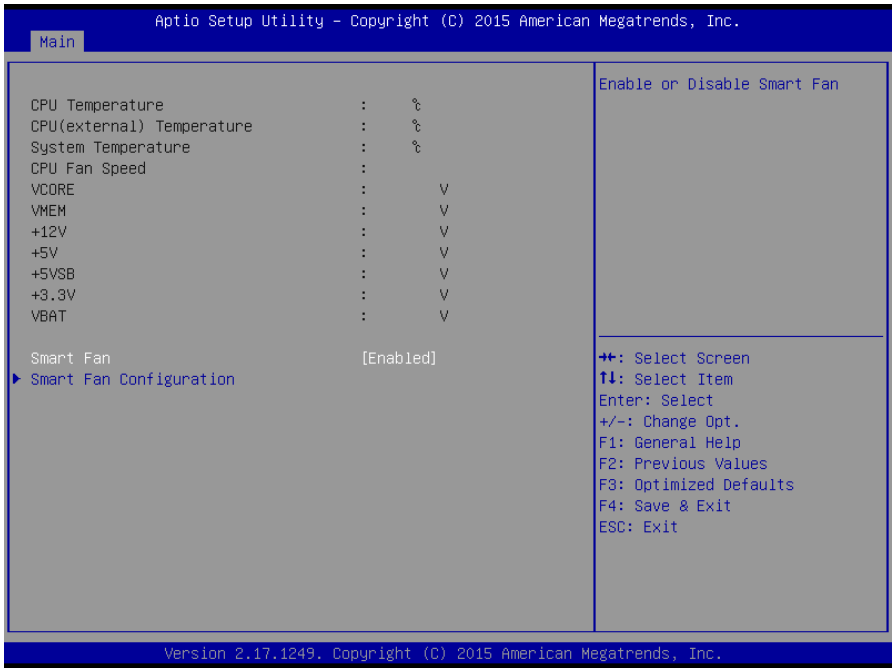 Aptio Setup Utility – Copyright (C) 2015 American Megatrends, Inc.
Main
CPU Temperature : ℃
CPU(external) Temperature : ℃
System Temperature : ℃
CPU Fan Speed :
VCORE : V
VMEM : V
+12V : V
+5V : V
+5VSB : V
+3.3V : V
VBAT : V
Smart Fan [Enabled]
Smart Fan Configuration
Enable or Disable Smart Fan
→←: Select Screen
↑↓: Select Item
Enter: Select
+/-: Change Opt.
F1: General Help
F2: Previous Values
F3: Optimized Defaults
F4: Save & Exit
ESC: Exit
Version 2.17.1249. Copyright (C) 2015 American Megatrends, Inc.